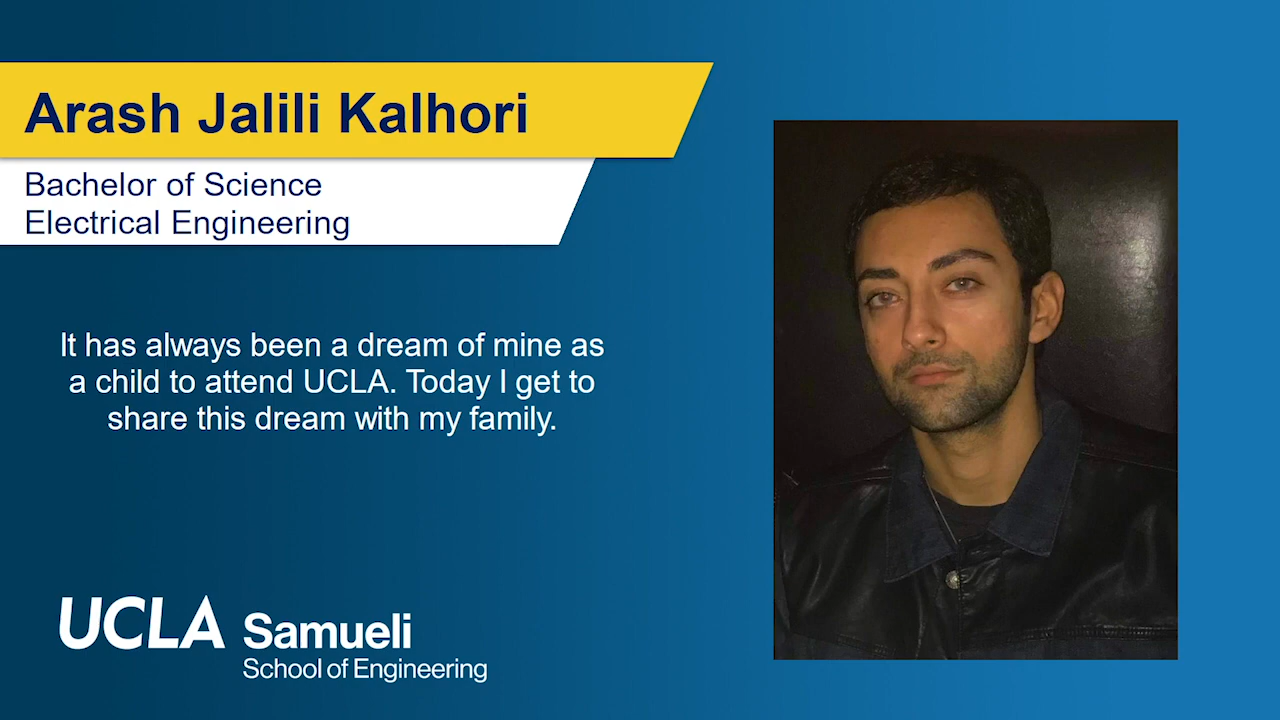 Arash Jalili Kalhori
Bachelor of Science
Electrical Engineering
It has always been a dream of mine as
a child to attend UCLA. Today I get to
share this dream with my family.
UCLA Samueli
School of Engineering